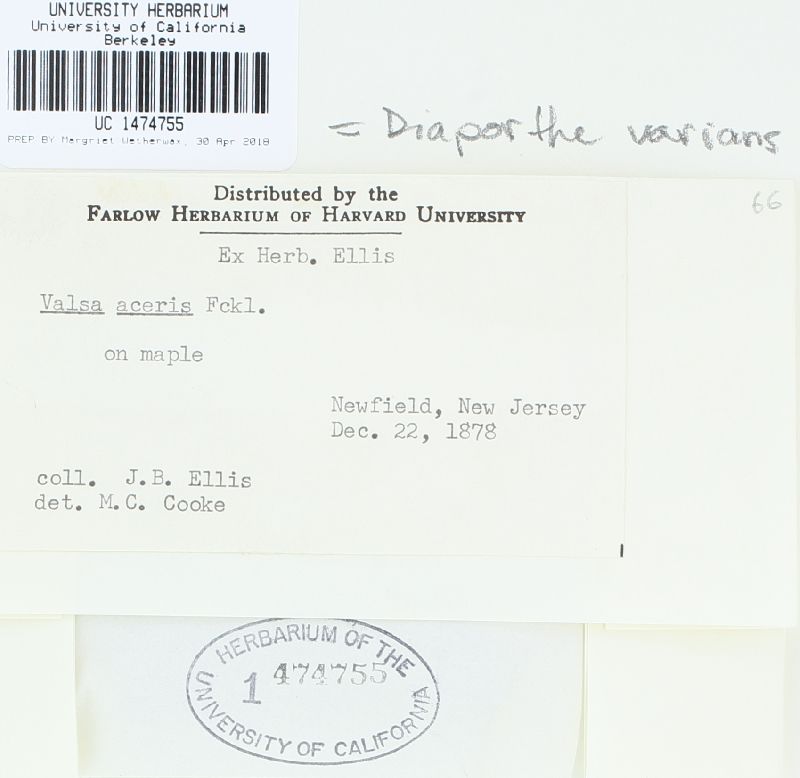 UNIVERSITY HERBARIUM
University of California
Berkeley
UC 1474755
PREP BY Margriet Wetherwax, 30 Apr 2018
= Diaporthe varians
66
Distributed by the
FARLOW HERBARIUM OF HARVARD UNIVERSITY
Ex Herb. Ellis
Valsa aceris Fckl.
on maple
Newfield, New Jersey
Dec. 22, 1878
coll. J.B. Ellis
det. M.C. Cooke
HERBARIUM OF THE
1 474755
UNIVERSITY OF CALIFORNIA